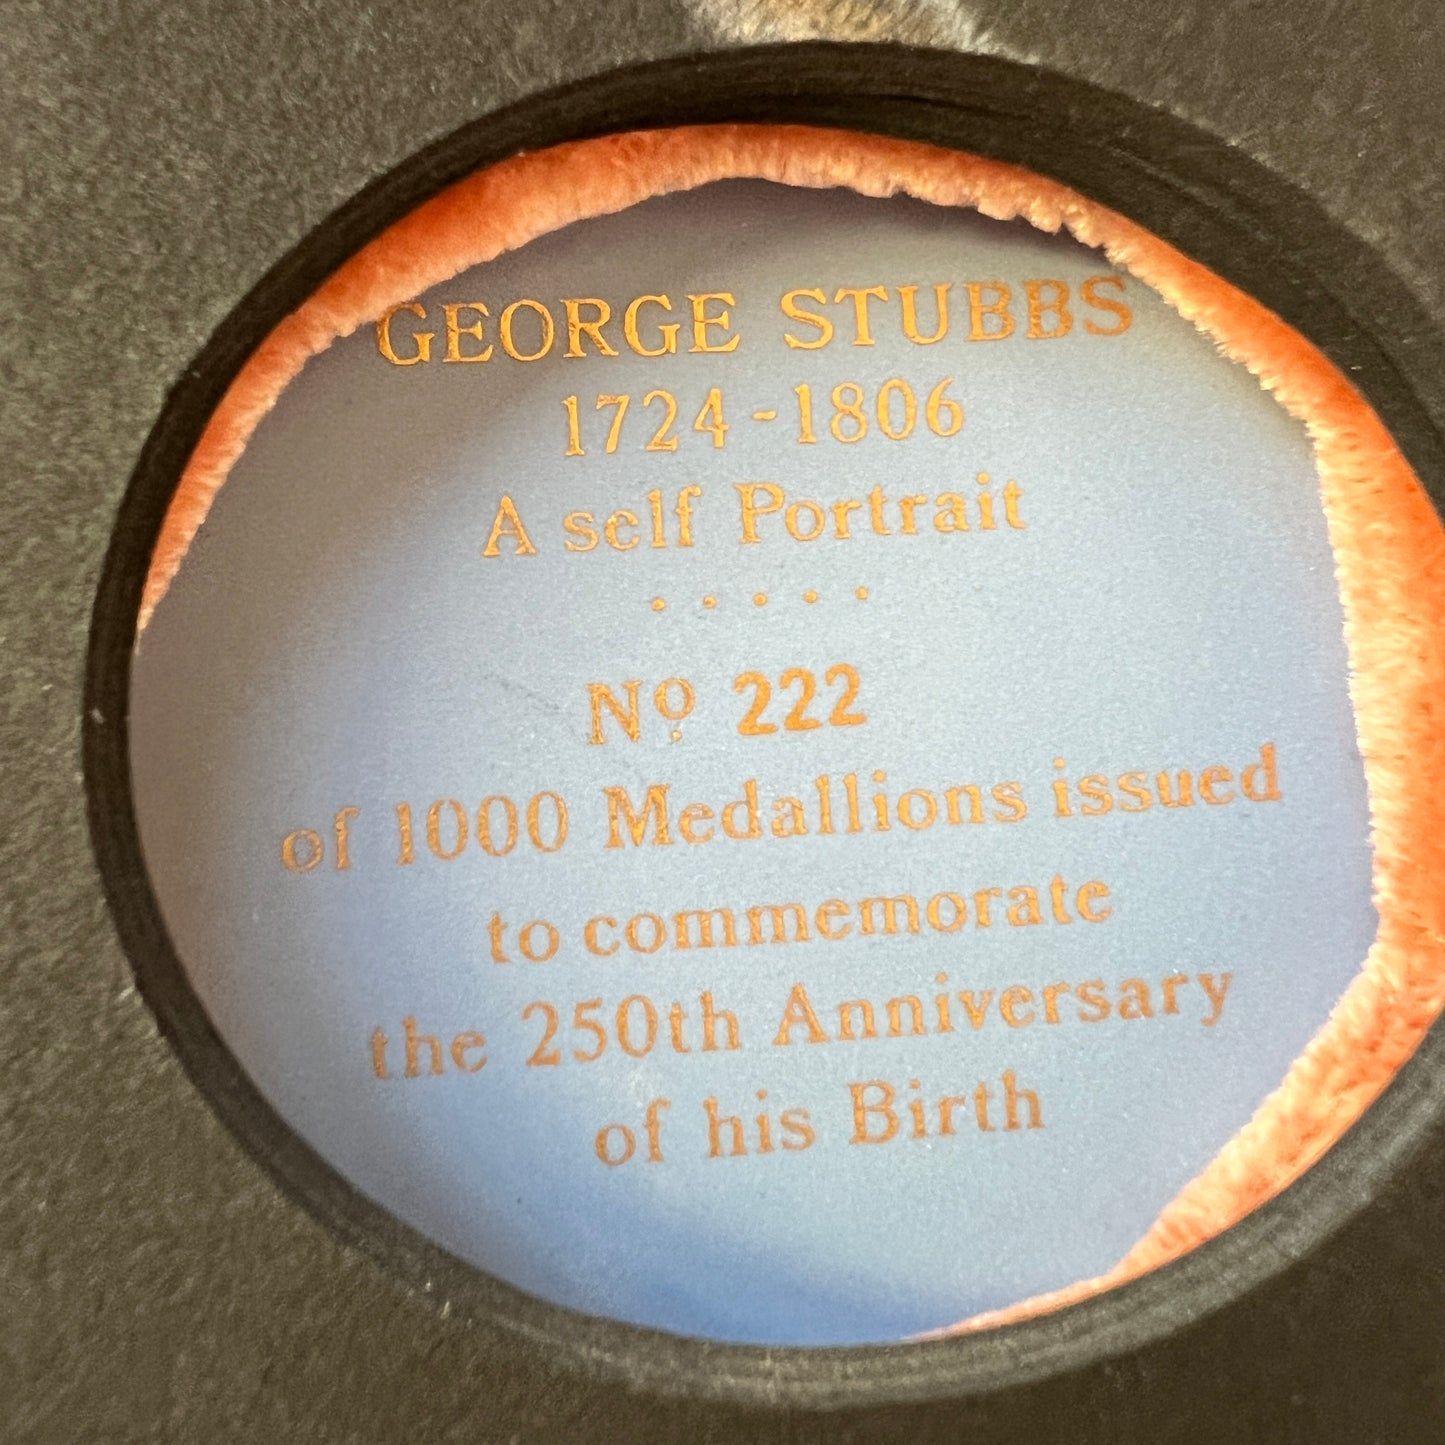 GEORGE STUBBS
1724-1806
A self Portrait
.....
Nº 222
of 1000 Medallions issued
to commemorate
the 250th Anniversary
of his Birth